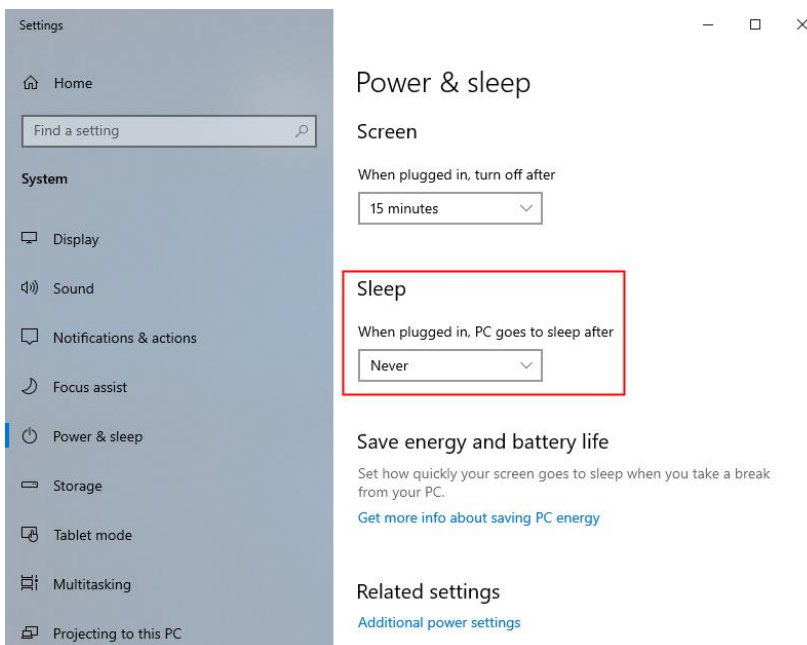 Settings
Home
Find a setting
System
Display
Sound
Notifications & actions
Focus assist
Power & sleep
Storage
Tablet mode
Multitasking
Projecting to this PC
Power & sleep
Screen
When plugged in, turn off after
15 minutes
Sleep
When plugged in, PC goes to sleep after
Never
Save energy and battery life
Set how quickly your screen goes to sleep when you take a break
from your PC.
Get more info about saving PC energy
Related settings
Additional power settings